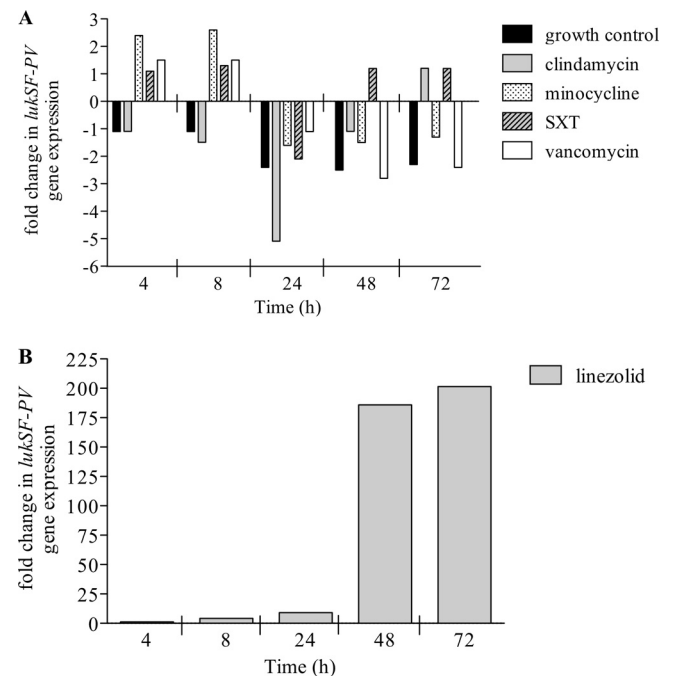 A
fold change in lukSF-PV
gene expression
3
2
1
0
-1
-2
-3
-4
-5
-6
4 8 24 48 72
Time (h)
growth control
clindamycin
minocycline
SXT
vancomycin
B
fold change in lukSF-PV
gene expression
225
200
175
150
125
100
75
50
25
0
4 8 24 48 72
Time (h)
linezolid